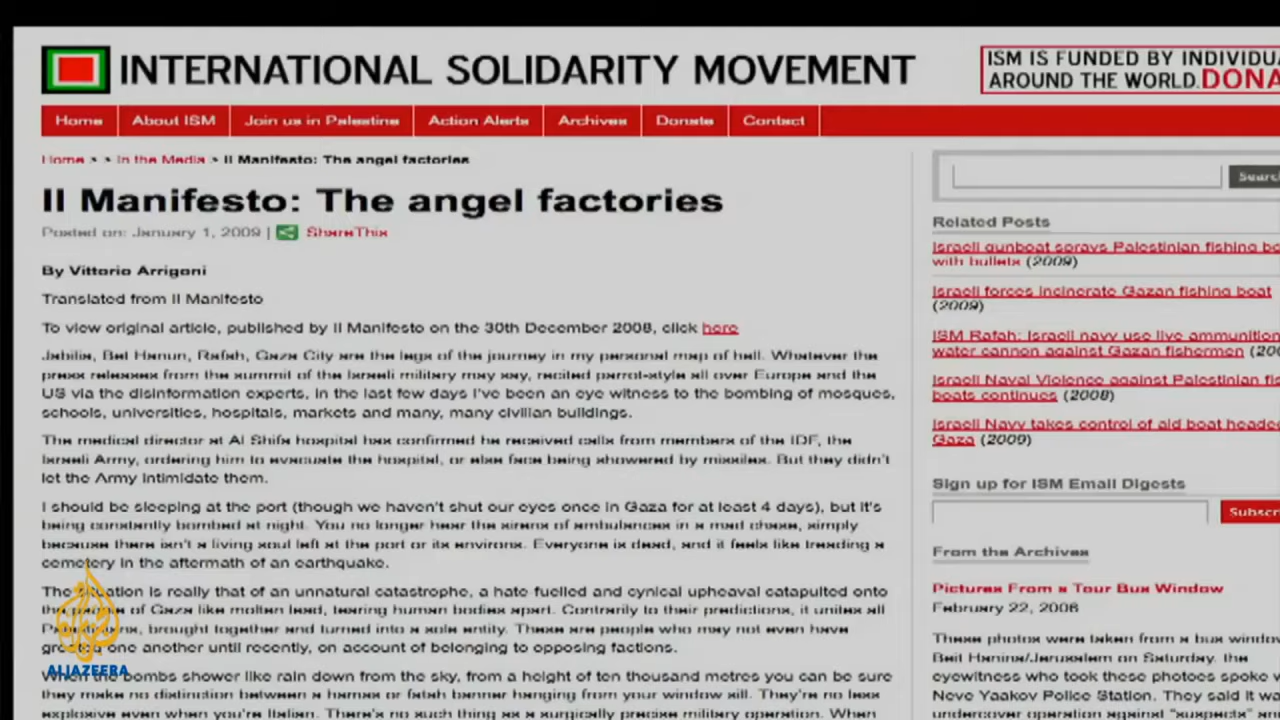 INTERNATIONAL SOLIDARITY MOVEMENT
ISM IS FUNDED BY
AROUND THE WORLD.
Home
About ISM
Join us in Palestine
Action Alerts
Archives
Donate
Contact
Home > > In the Media > Il Manifesto: The angel factories
Il Manifesto: The angel factories
Posted on: January 1, 2009 | ShareThis
By Vittorio Arrigoni
Translated from Il Manifesto
To view original article, published by Il Manifesto on the 30th December 2008, click here
Jabilia, Bet Hanun, Rafah, Gaza City are the legs of the journey in my personal map of hell. Whatever the
press releases from the summit of the Israeli military may say, recited parrot-style all over Europe and the
US via the disinformation experts, in the last few days I've been an eye witness to the bombing of mosques,
schools, universities, hospitals, markets and many, many civilian buildings.
The medical director at Al Shifa hospital has confirmed he received calls from members of the IDF, the
Israeli Army, ordering him to evacuate the hospital, or else face being showered by missiles. But they didn't
let the Army intimidate them.
I should be sleeping at the port (though we haven't shut our eyes once in Gaza for at least 4 days), but it's
being constantly bombed at night. You no longer hear the sirens of ambulances in a mad chase, simply
because there isn't a living soul left at the port or its environs. Everyone is dead, and it feels like treading a
cemetery in the aftermath of an earthquake.
The situation is really that of an unnatural catastrophe, a hate fuelled and cynical upheaval catapulted onto
the of Gaza like molten lead, tearing human bodies apart. Contrarily to their predictions, it unites all
Palestinians, brought together and turned into a sole entity. These are people who may not even have
greeted one another until recently, on account of belonging to opposing factions.
When the bombs shower like rain down from the sky, from a height of ten thousand metres you can be sure
they make no distinction between a hamas or fatah banner hanging from your window sill. They're no less
explosive even when you're Italian. There's no such thing as a surgically precise military operation. When
Related Posts
Israeli gunboat sprays Palestinian fishing
with bullets (2009)
Israeli forces incinerate Gazan fishing boat
(2009)
ISM Rafah: Israeli navy use live ammunition
water cannon against Gazan fishermen
Israeli Naval Violence against Palestinian
boats continues (2008)
Israeli Navy takes control of aid boat headed
Gaza (2009)
Sign up for ISM Email Digests
From the Archives
Pictures From a Tour Bus Window
February 22, 2006
These photos were taken from a bus window
Beit Hanina/Jerusalem on Saturday. the
eyewitness who took these photos spoke
Neve Yaakov Police Station. They said it
undercover operation against "suspects"
ALJAZEERA